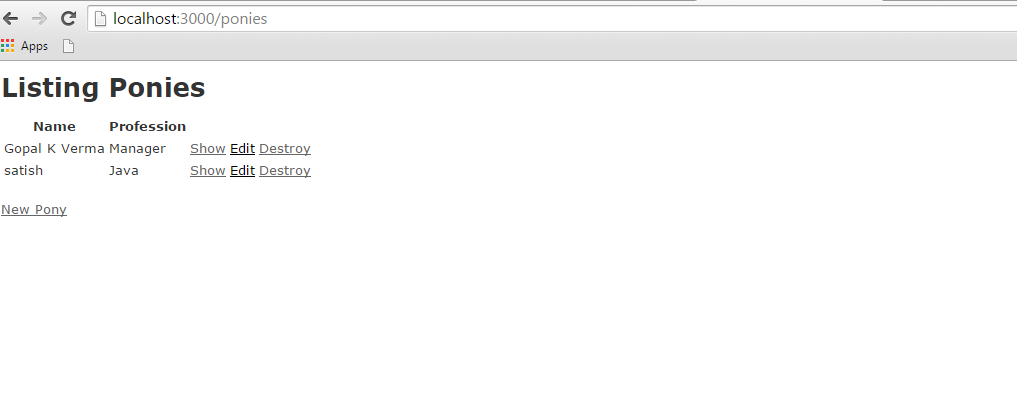 localhost:3000/ponies
Apps
Listing Ponies
Name Profession
Gopal K Verma Manager Show Edit Destroy
satish Java Show Edit Destroy
New Pony